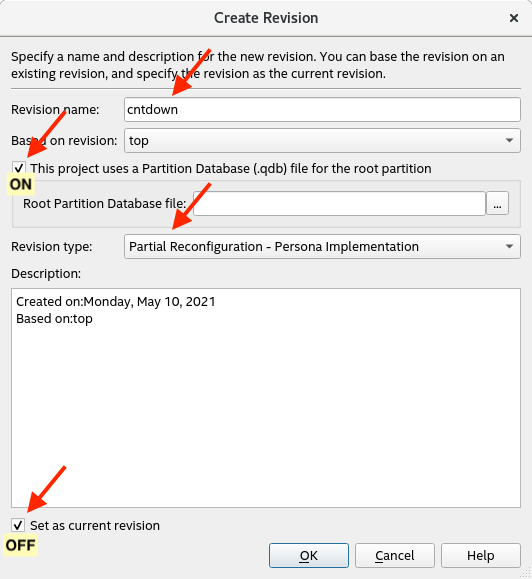 Create Revision
Specify a name and description for the new revision. You can base the revision on an
existing revision, and specify the revision as the current revision.
Revision name: cntdown
Based on revision: top
This project uses a Partition Database (.qdb) file for the root partition
ON
Root Partition Database file: ...
Revision type: Partial Reconfiguration - Persona Implementation
Description:
Created on:Monday, May 10, 2021
Based on:top
Set as current revision
OFF
OK Cancel Help